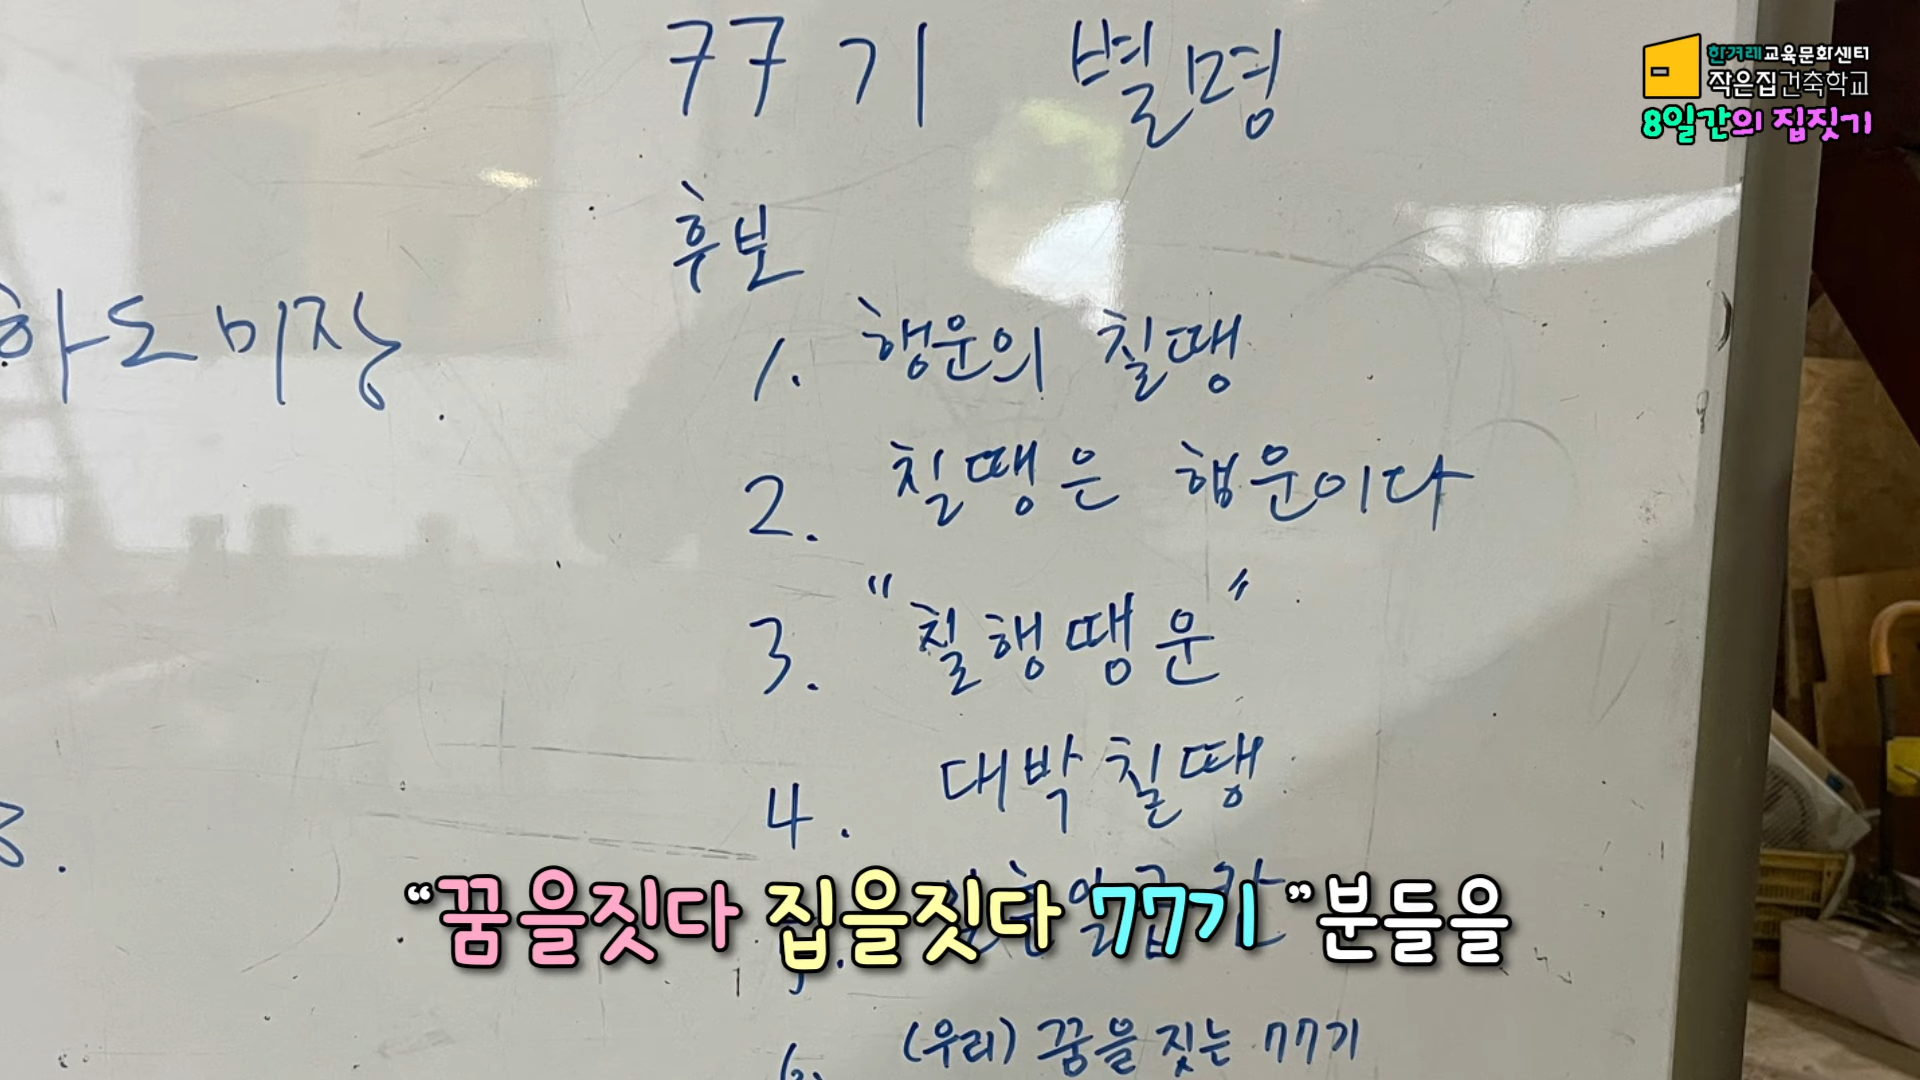 77기 별명
한겨레교육문화센터
작은집건축학교
8일간의 집짓기
후보
하도미장
1. 행운의 칠땡
2. 칠땡은 행운이다
3. "칠행땡운"
4. 대박칠땡
3.
5.
“꿈을짓다 집을짓다 77기”분들을
6. (우리) 꿈을 짓는 77기